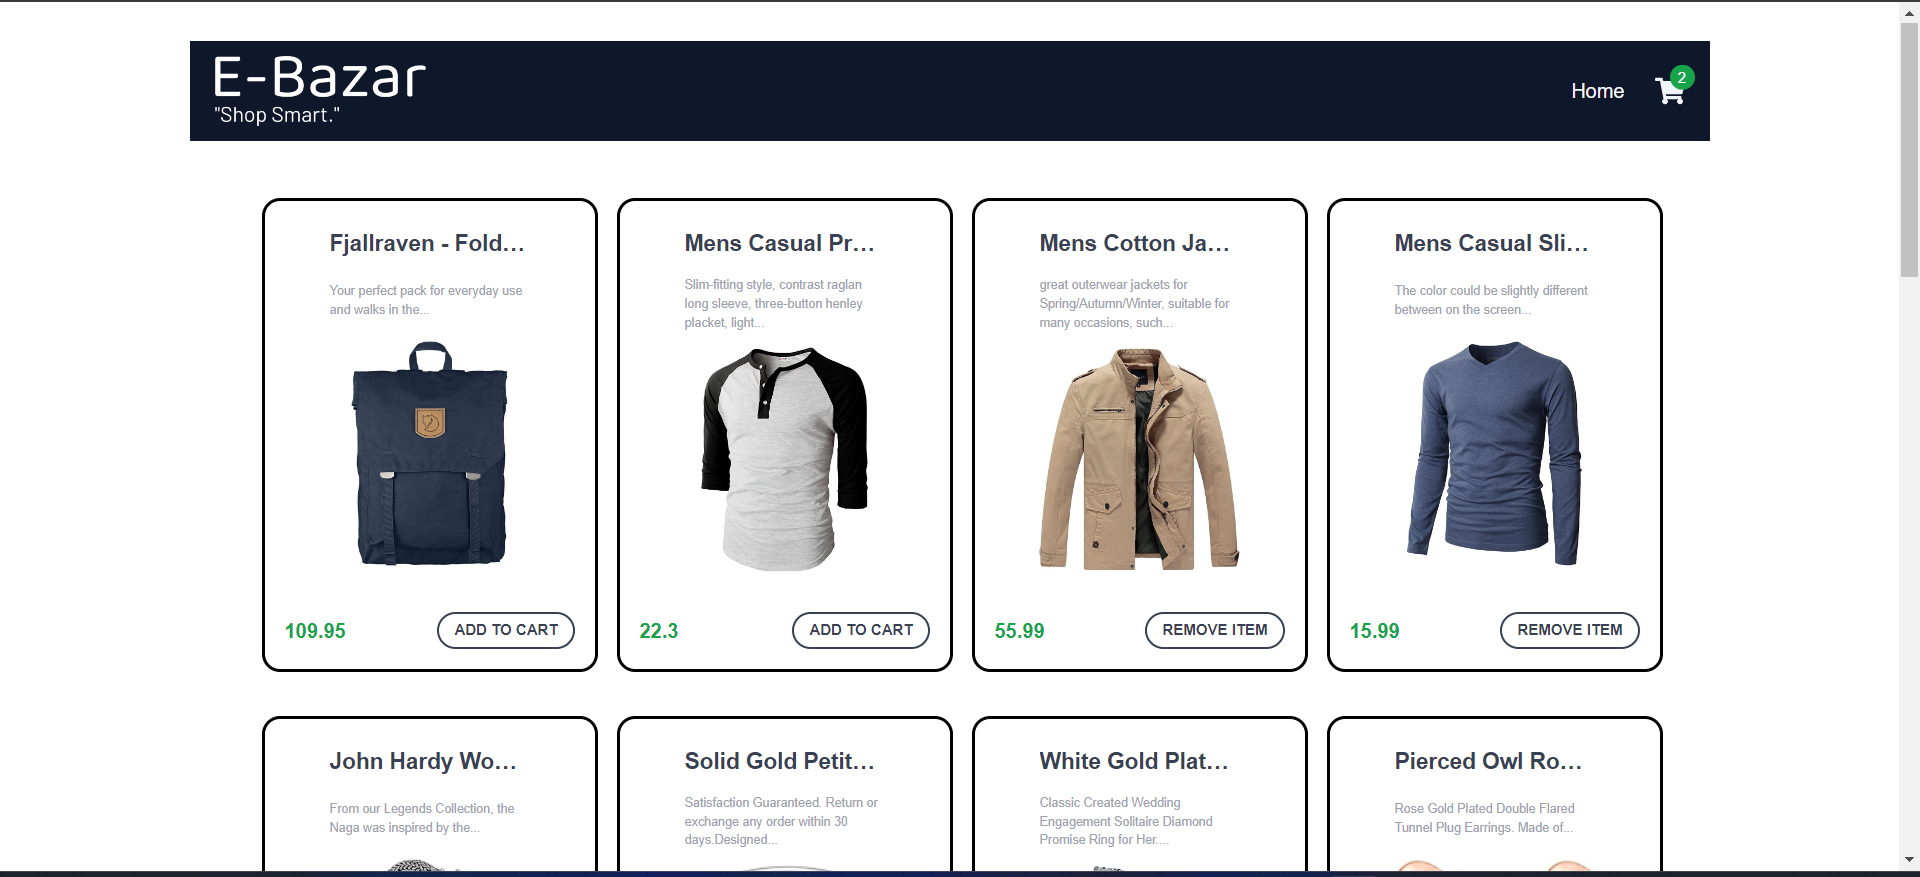 E-Bazar
"Shop Smart."
Home
2
Fjallraven - Fold...
Your perfect pack for everyday use
and walks in the...
109.95
ADD TO CART
Mens Casual Pr...
Slim-fitting style, contrast raglan
long sleeve, three-button henley
placket, light...
22.3
ADD TO CART
Mens Cotton Ja...
great outerwear jackets for
Spring/Autumn/Winter, suitable for
many occasions, such...
55.99
REMOVE ITEM
Mens Casual Sli...
The color could be slightly different
between on the screen...
15.99
REMOVE ITEM
John Hardy Wo...
From our Legends Collection, the
Naga was inspired by the...
Solid Gold Petit...
Satisfaction Guaranteed. Return or
exchange any order within 30
days.Designed...
White Gold Plat...
Classic Created Wedding
Engagement Solitaire Diamond
Promise Ring for Her....
Pierced Owl Ro...
Rose Gold Plated Double Flared
Tunnel Plug Earrings. Made of...